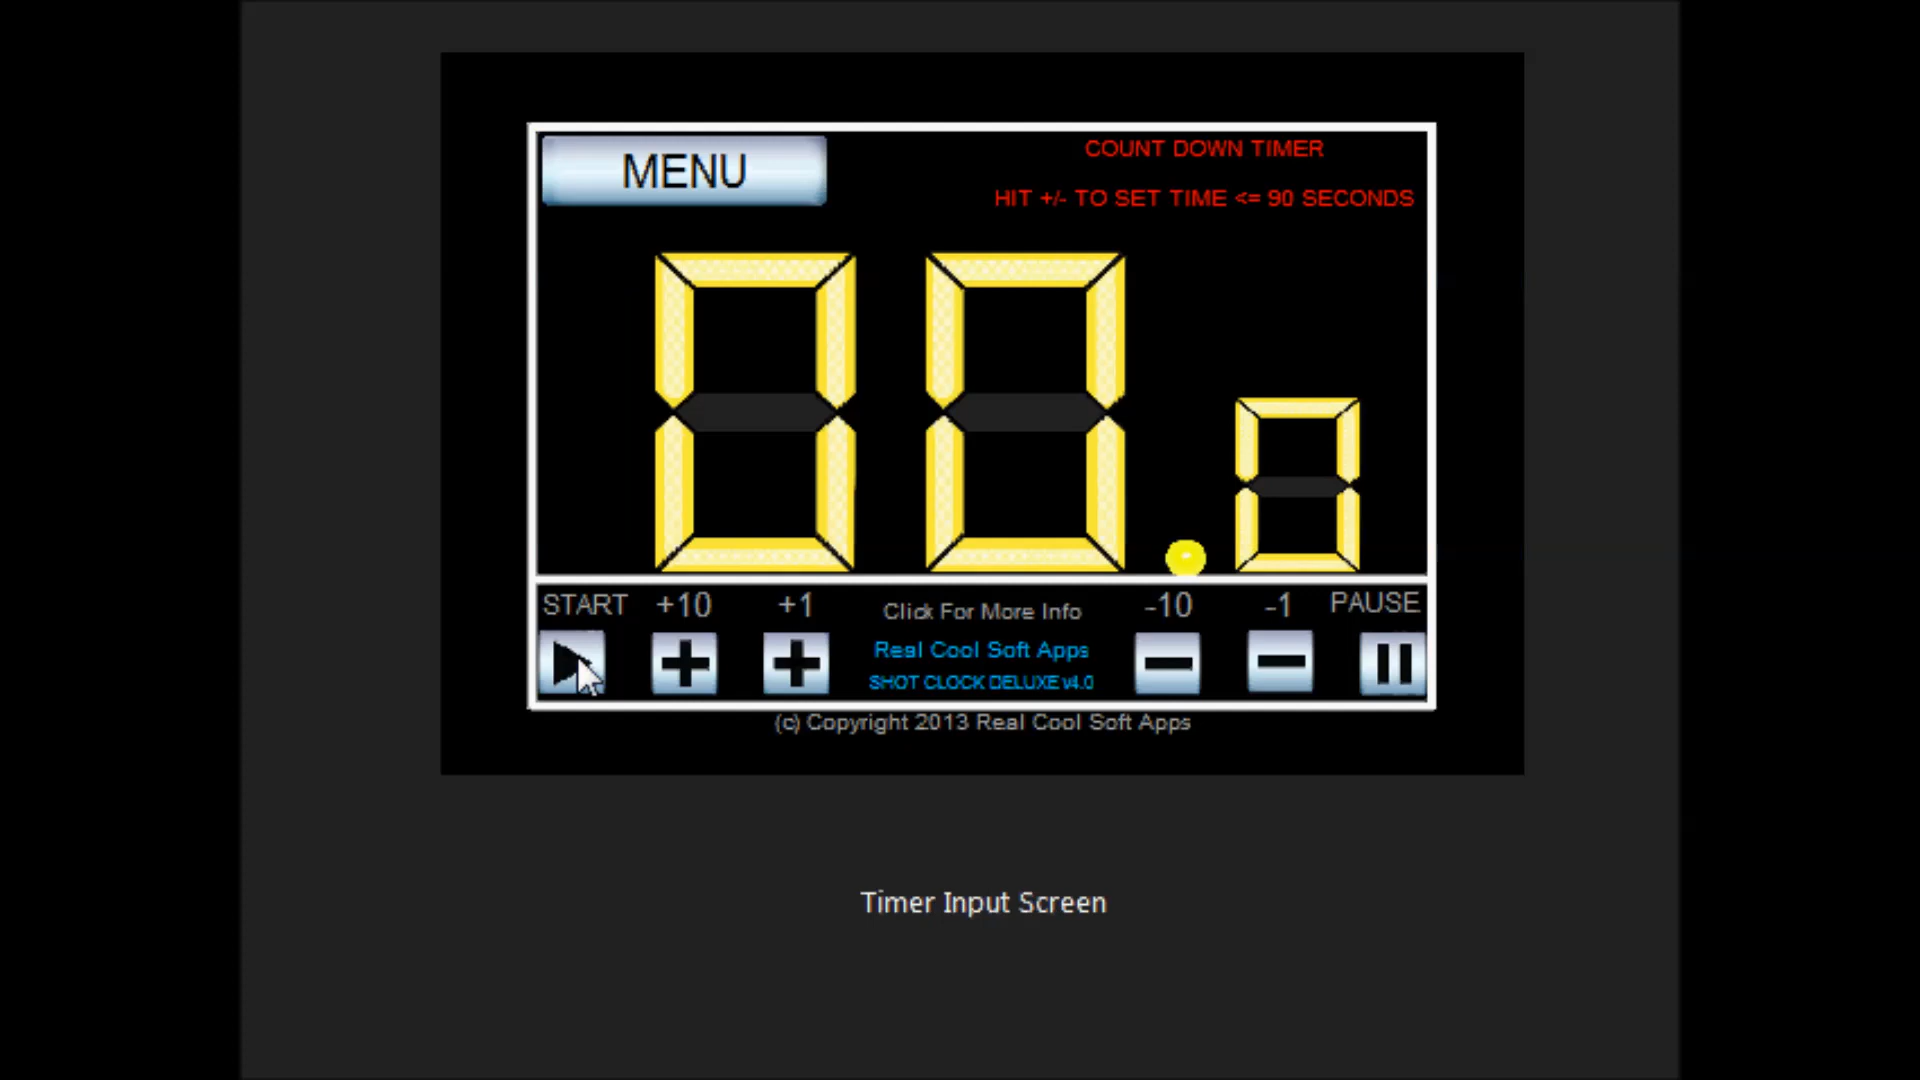 MENU
COUNT DOWN TIMER
HIT +/- TO SET TIME <= 90 SECONDS
00.0
START +10 +1 Click For More Info -10 -1 PAUSE
Real Cool Soft Apps
SHOT CLOCK DELUXE v4.0
(c) Copyright 2013 Real Cool Soft Apps
Timer Input Screen